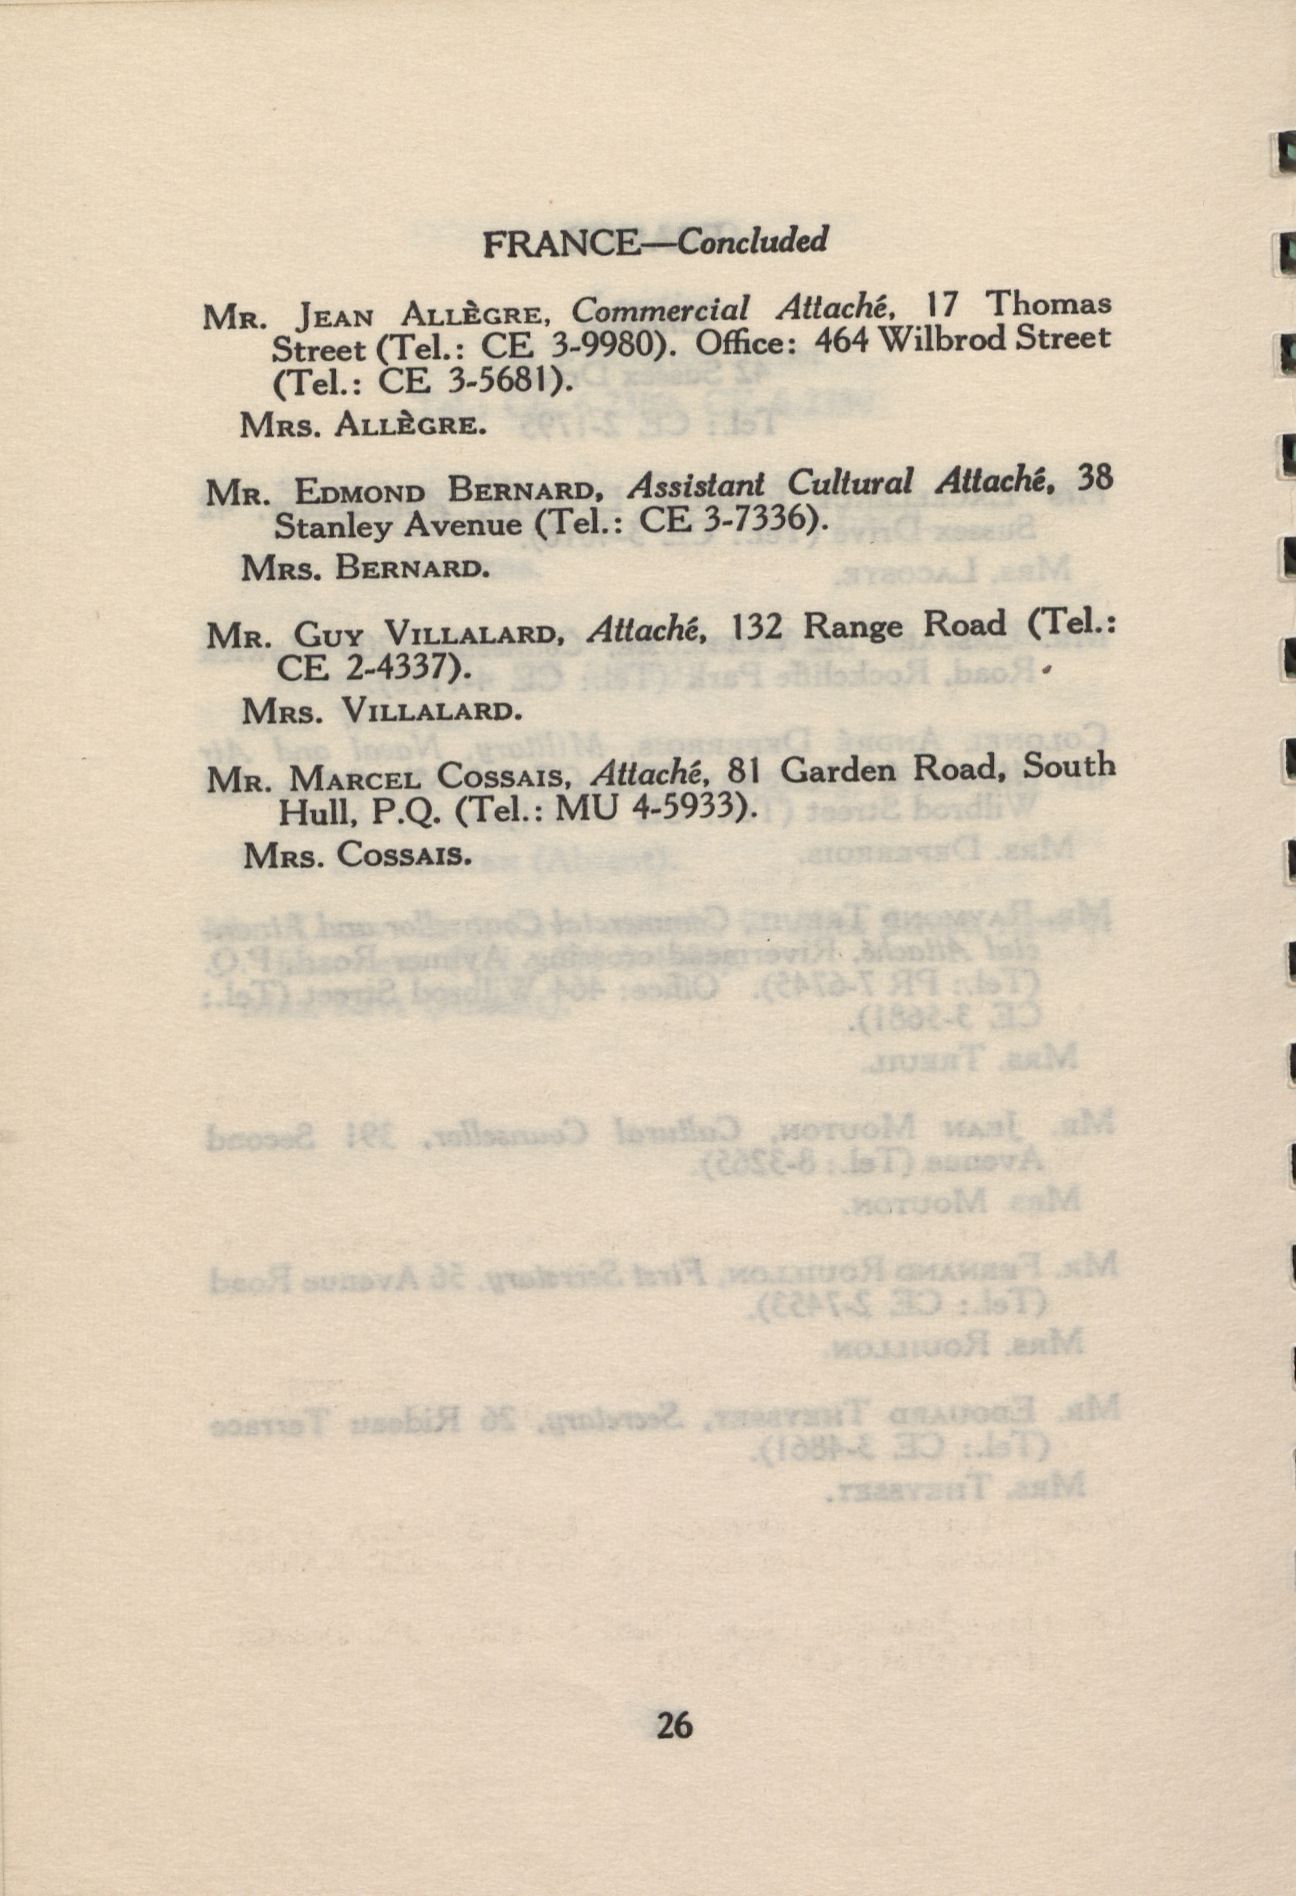 FRANCE—Concluded
MR. JEAN ALLÈGRE, Commercial Attaché, 17 Thomas
Street (Tel.: CE 3-9980). Office: 464 Wilbrod Street
(Tel.: CE 3-5681).
MRS. ALLÈGRE.
MR. EDMOND BERNARD, Assistant Cultural Attaché, 38
Stanley Avenue (Tel.: CE 3-7336).
MRS. BERNARD.
MR. GUY VILLALARD, Attaché, 132 Range Road (Tel.:
CE 2-4337).
MRS. VILLALARD.
MR. MARCEL COSSAIS, Attaché, 81 Garden Road, South
Hull, P.Q. (Tel.: MU 4-5933).
MRS. COSSAIS.
26